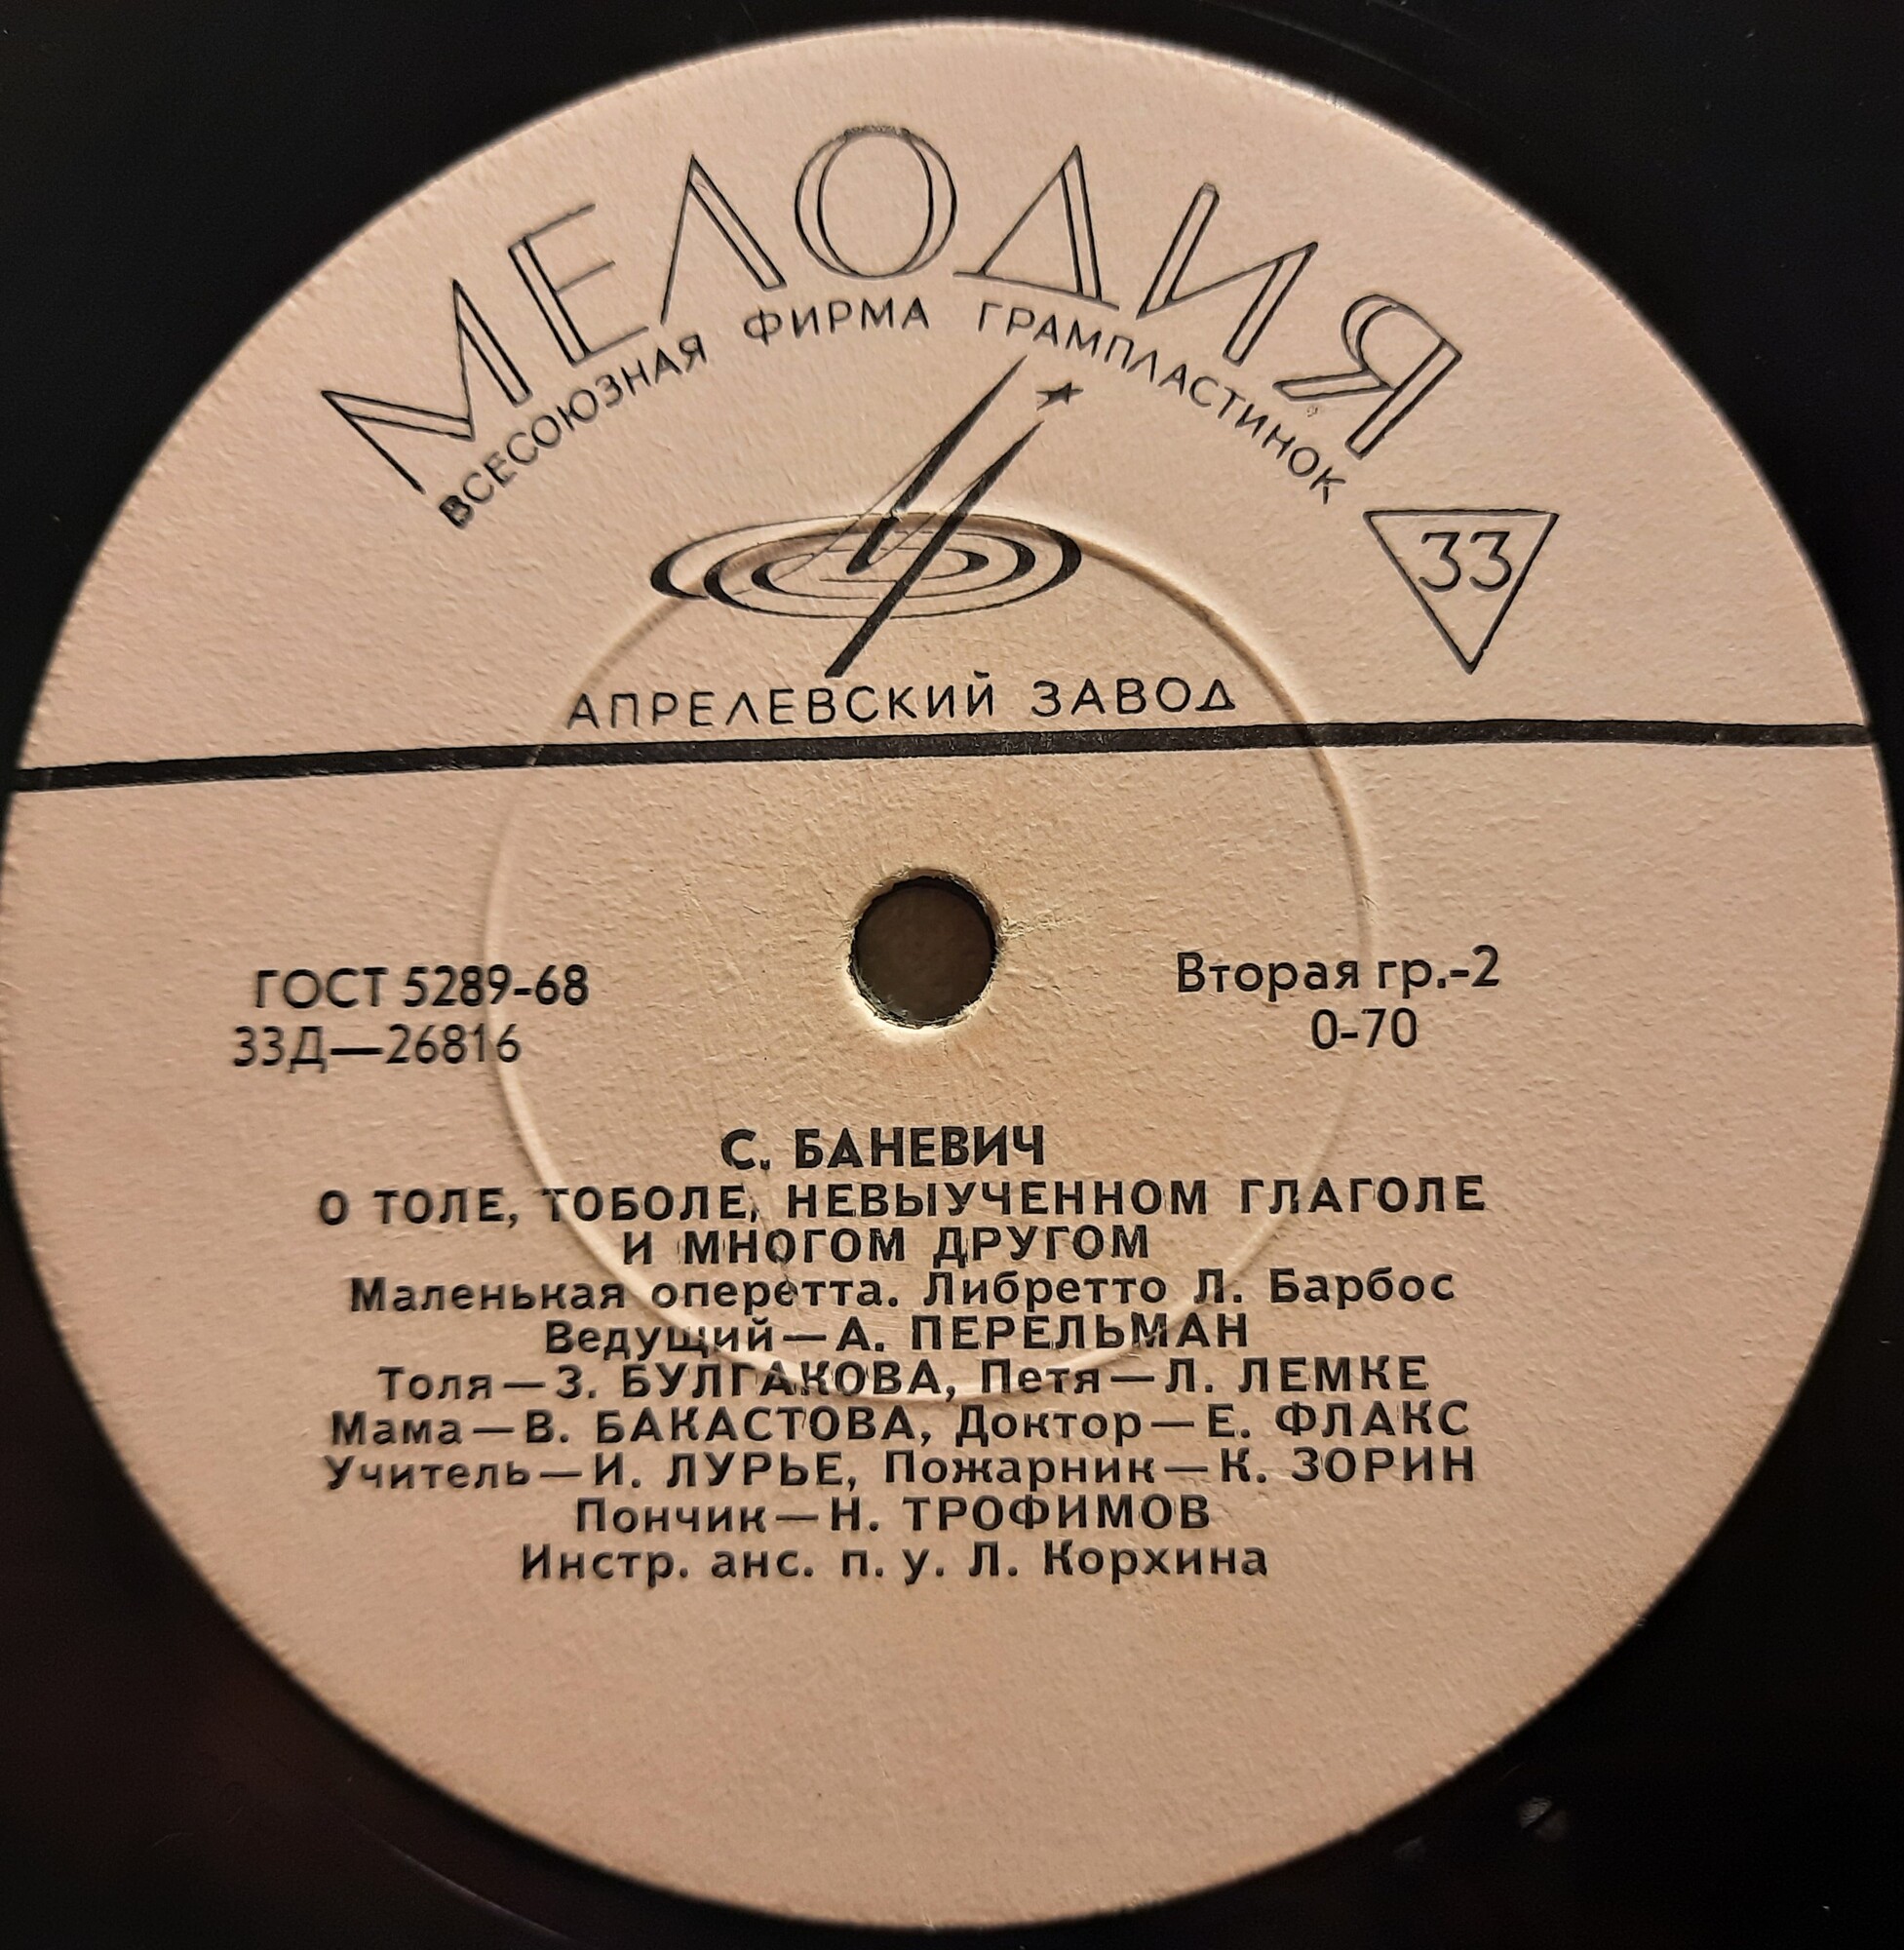 МЕЛОДИЯ
ВСЕСОЮЗНАЯ ФИРМА ГРАМПЛАСТИНОК
33
АПРЕЛЕВСКИЙ ЗАВОД
ГОСТ 5289-68
33Д—26816
Вторая гр.-2
0-70
С. БАНЕВИЧ
О ТОЛЕ, ТОБОЛЕ, НЕВЫУЧЕННОМ ГЛАГОЛЕ
И МНОГОМ ДРУГОМ
Маленькая оперетта. Либретто Л. Барбос
Ведущий—А. ПЕРЕЛЬМАН
Толя—З. БУЛГАКОВА, Петя—Л. ЛЕМКЕ
Мама—В. БАКАСТОВА, Доктор—Е. ФЛАКС
Учитель—И. ЛУРЬЕ, Пожарник—К. ЗОРИН
Пончик—Н. ТРОФИМОВ
Инстр. анс. п. у. Л. Корхина